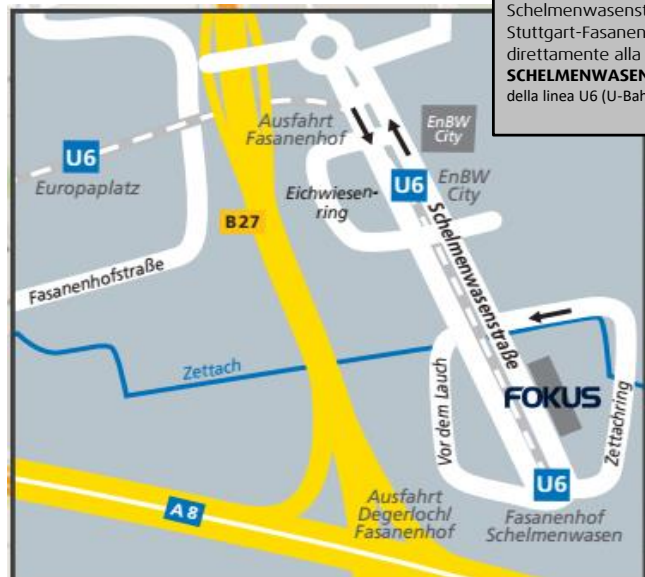 Schelmenwasenst
Stuttgart-Fasanen
direttamente alla
SCHELMENWASEN
della linea U6 (U-Bah
Ausfahrt
Fasanenhof
EnBW
City
U6
Europaplatz
U6
EnBW
City
Eichwiesen-
ring
B27
Schelmenwasenstraße
Fasanenhofstraße
Zettach
Vor dem Lauch
FOKUS
Zettachring
U6
Fasanenhof
Schelmenwasen
A 8
Ausfahrt
Degerloch/
Fasanenhof